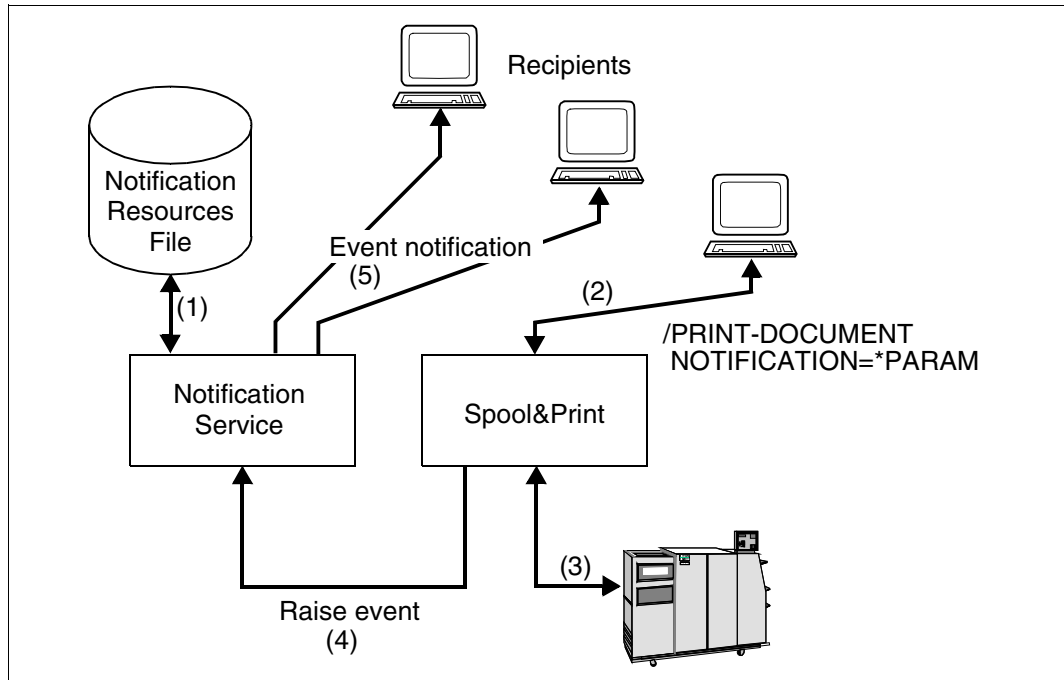 Recipients
Notification
Resources
File
Event notification
(5)
(1)
(2)
/PRINT-DOCUMENT
NOTIFICATION=*PARAM
Notification
Service
Spool&Print
(3)
Raise event
(4)